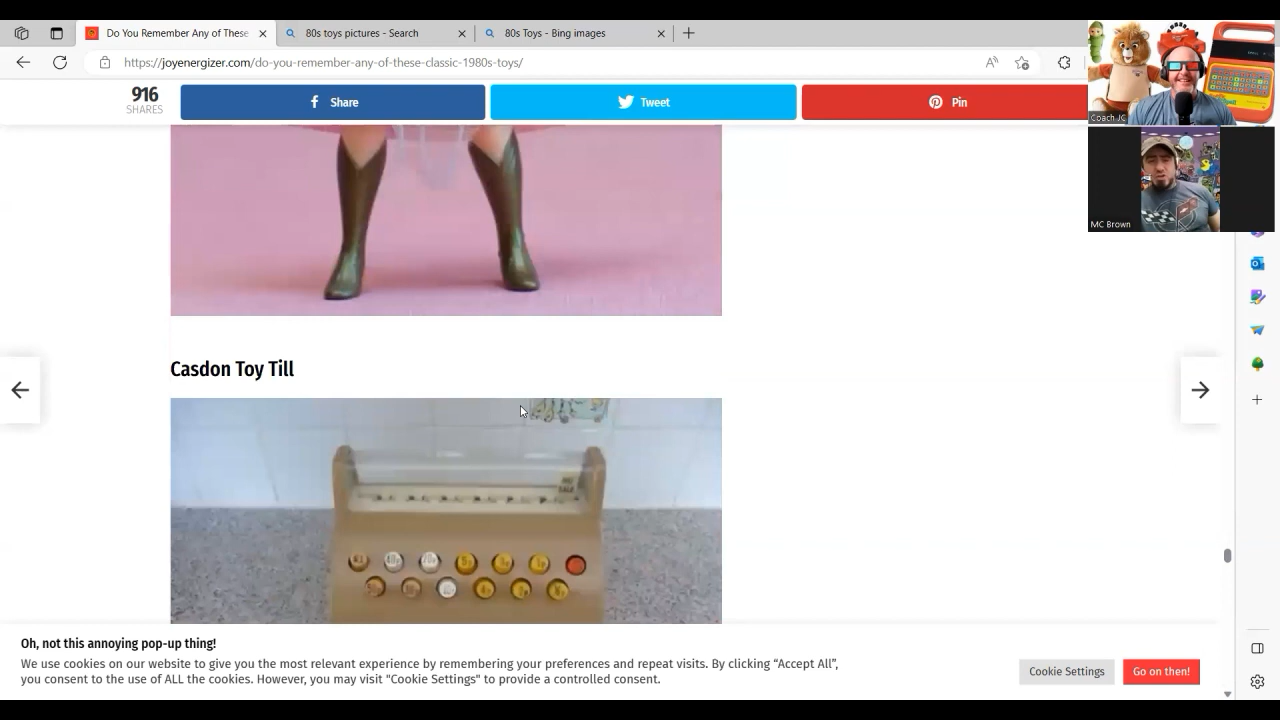 Do You Remember Any of These
80s toys pictures - Search
80s Toys - Bing images
https://joyenergizer.com/do-you-remember-any-of-these-classic-1980s-toys/
916
SHARES
Share
Tweet
Pin
Coach JC
MC Brown
Casdon Toy Till
NO
SALE
Oh, not this annoying pop-up thing!
We use cookies on our website to give you the most relevant experience by remembering your preferences and repeat visits. By clicking “Accept All”,
you consent to the use of ALL the cookies. However, you may visit "Cookie Settings" to provide a controlled consent.
Cookie Settings
Go on then!